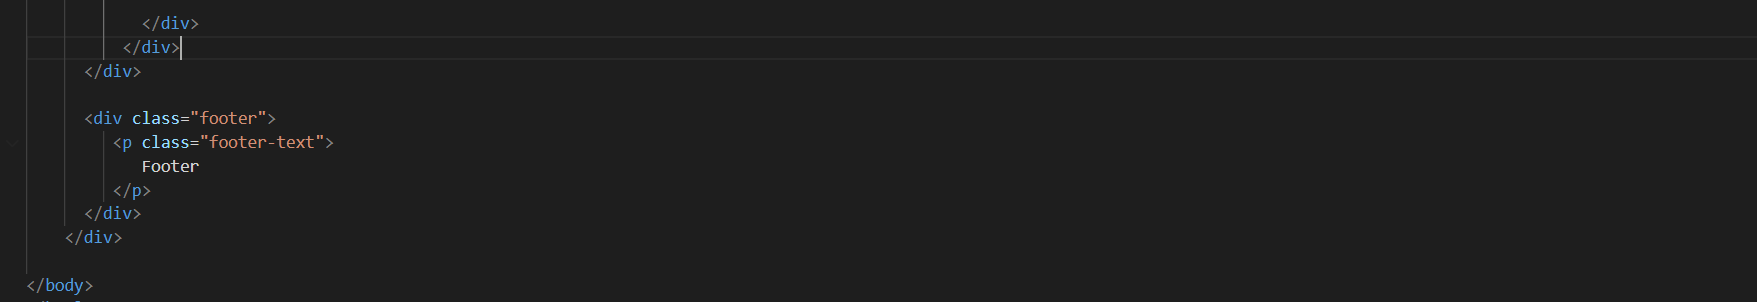 </div>
</div>
</div>
<div class="footer">
<p class="footer-text">
Footer
</p>
</div>
</div>
</body>